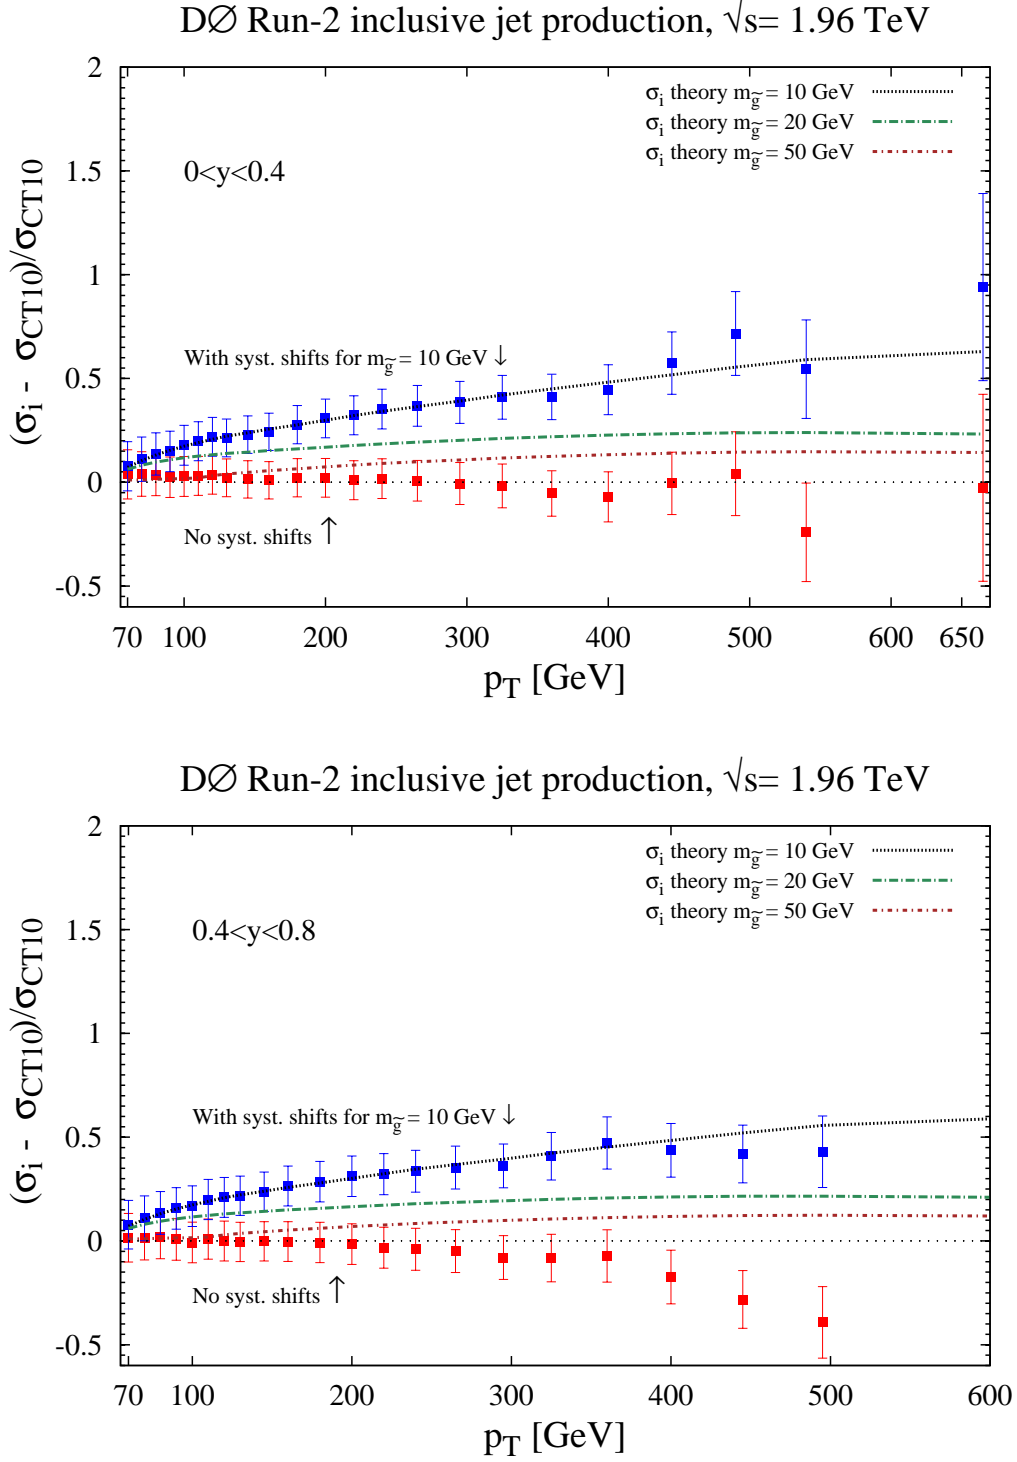 DØ Run-2 inclusive jet production, √s= 1.96 TeV
(σi - σCT10)/σCT10
2
1.5
1
0.5
0
-0.5
σi theory mg̃ = 10 GeV
σi theory mg̃ = 20 GeV
σi theory mg̃ = 50 GeV
0<y<0.4
With syst. shifts for mg̃ = 10 GeV ↓
No syst. shifts ↑
70 100 200 300 400 500 600 650
pT [GeV]
DØ Run-2 inclusive jet production, √s= 1.96 TeV
(σi - σCT10)/σCT10
2
1.5
1
0.5
0
-0.5
σi theory mg̃ = 10 GeV
σi theory mg̃ = 20 GeV
σi theory mg̃ = 50 GeV
0.4<y<0.8
With syst. shifts for mg̃ = 10 GeV ↓
No syst. shifts ↑
70 100 200 300 400 500 600
pT [GeV]